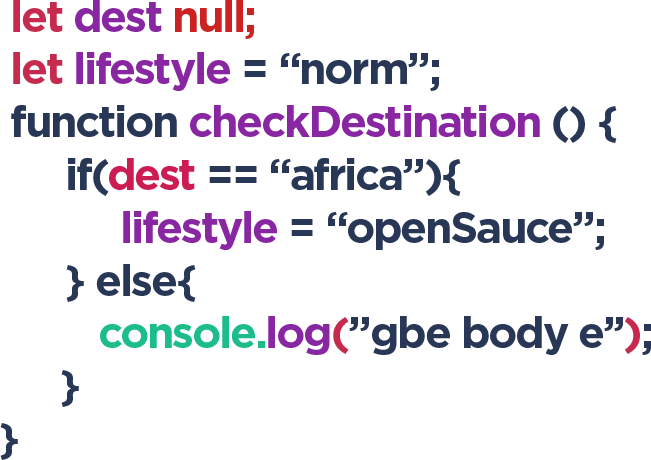 let dest null;
let lifestyle = “norm”;
function checkDestination () {
if(dest == “africa”){
lifestyle = “openSauce”;
} else{
console.log(”gbe body e”);
}
}